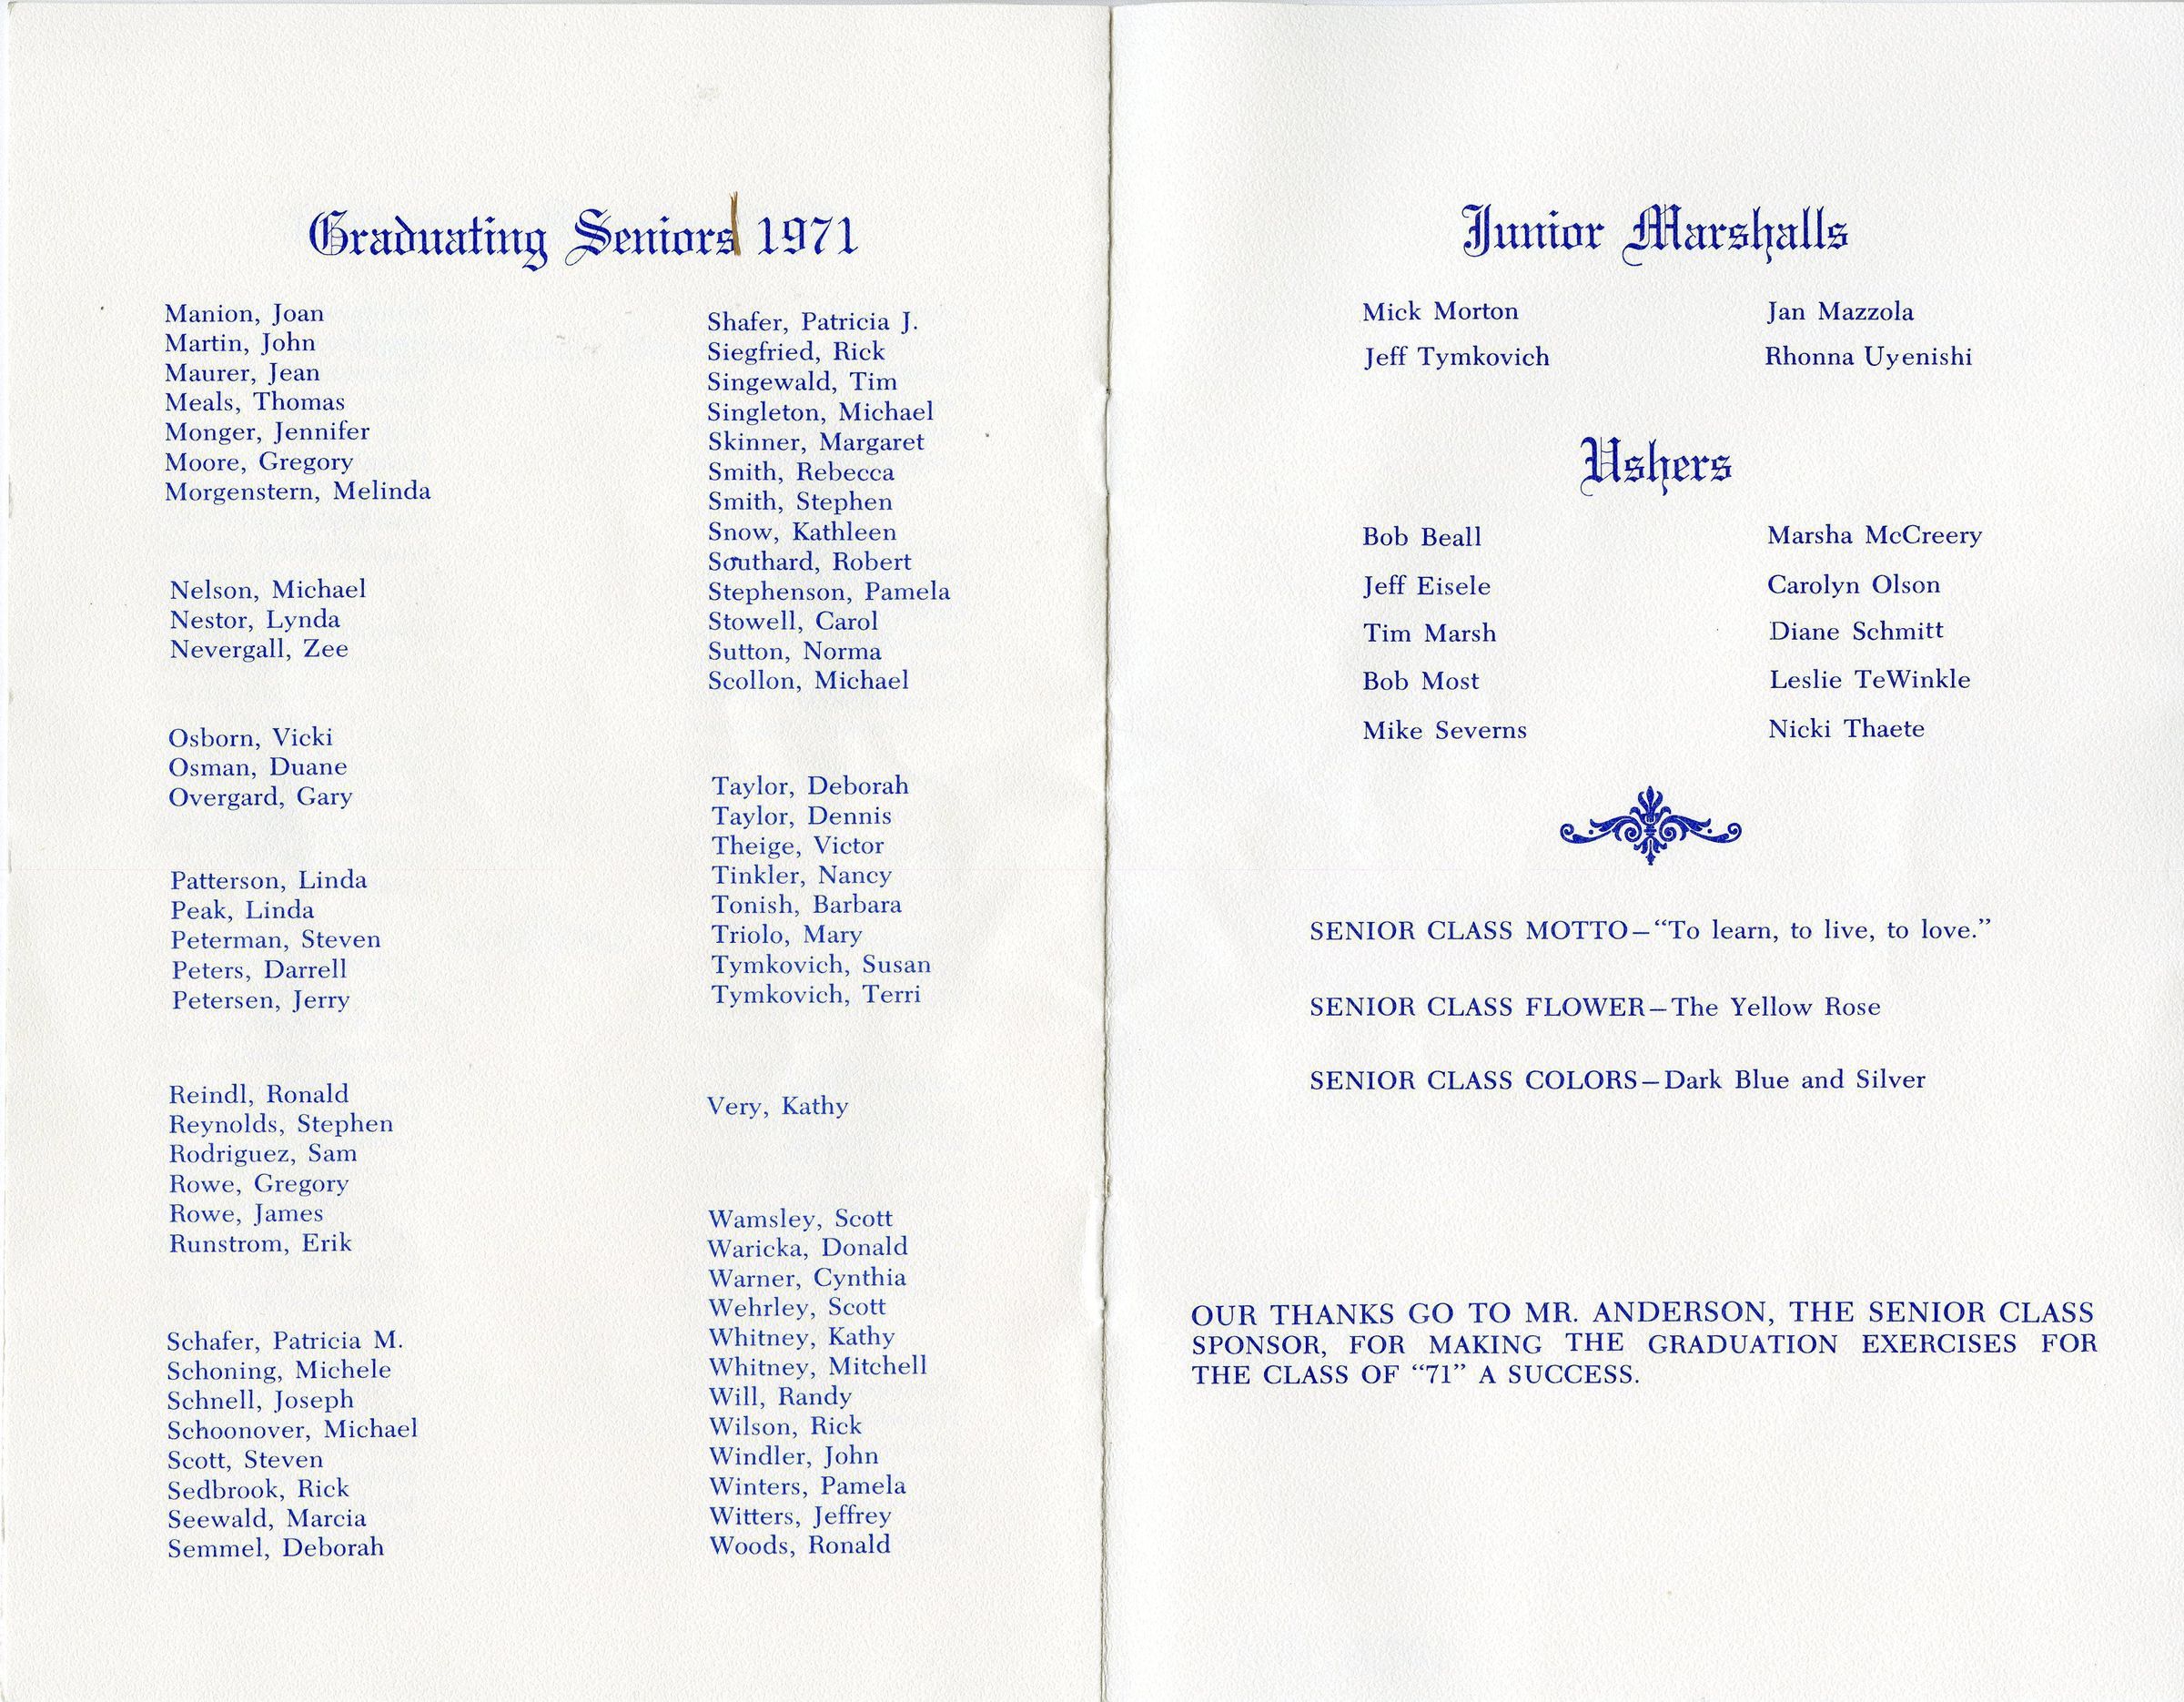 Graduating Seniors 1971
Manion, Joan
Martin, John
Maurer, Jean
Meals, Thomas
Monger, Jennifer
Moore, Gregory
Morgenstern, Melinda
Nelson, Michael
Nestor, Lynda
Nevergall, Zee
Osborn, Vicki
Osman, Duane
Overgard, Gary
Patterson, Linda
Peak, Linda
Peterman, Steven
Peters, Darrell
Petersen, Jerry
Reindl, Ronald
Reynolds, Stephen
Rodriguez, Sam
Rowe, Gregory
Rowe, James
Runstrom, Erik
Schafer, Patricia M.
Schoning, Michele
Schnell, Joseph
Schoonover, Michael
Scott, Steven
Sedbrook, Rick
Seewald, Marcia
Semmel, Deborah
Shafer, Patricia J.
Siegfried, Rick
Singewald, Tim
Singleton, Michael
Skinner, Margaret
Smith, Rebecca
Smith, Stephen
Snow, Kathleen
Southard, Robert
Stephenson, Pamela
Stowell, Carol
Sutton, Norma
Scollon, Michael
Taylor, Deborah
Taylor, Dennis
Theige, Victor
Tinkler, Nancy
Tonish, Barbara
Triolo, Mary
Tymkovich, Susan
Tymkovich, Terri
Very, Kathy
Wamsley, Scott
Waricka, Donald
Warner, Cynthia
Wehrley, Scott
Whitney, Kathy
Whitney, Mitchell
Will, Randy
Wilson, Rick
Windler, John
Winters, Pamela
Witters, Jeffrey
Woods, Ronald
Junior Marshalls
Mick Morton Jan Mazzola
Jeff Tymkovich Rhonna Uyenishi
Ushers
Bob Beall Marsha McCreery
Jeff Eisele Carolyn Olson
Tim Marsh Diane Schmitt
Bob Most Leslie TeWinkle
Mike Severns Nicki Thaete
SENIOR CLASS MOTTO—“To learn, to live, to love.”
SENIOR CLASS FLOWER—The Yellow Rose
SENIOR CLASS COLORS—Dark Blue and Silver
OUR THANKS GO TO MR. ANDERSON, THE SENIOR CLASS
SPONSOR, FOR MAKING THE GRADUATION EXERCISES FOR
THE CLASS OF “71” A SUCCESS.